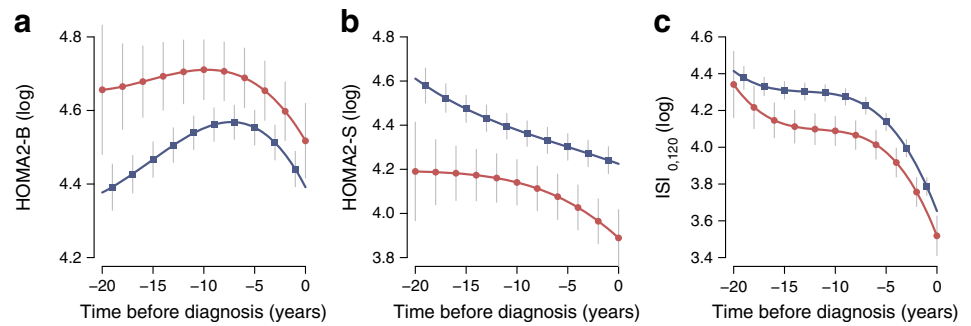 a
HOMA2-B (log)
4.8
4.6
4.4
4.2
−20 −15 −10 −5 0
Time before diagnosis (years)
b
HOMA2-S (log)
4.8
4.6
4.4
4.2
4.0
3.8
−20 −15 −10 −5 0
Time before diagnosis (years)
c
ISI 0,120 (log)
4.6
4.4
4.2
4.0
3.8
3.6
3.4
−20 −15 −10 −5 0
Time before diagnosis (years)